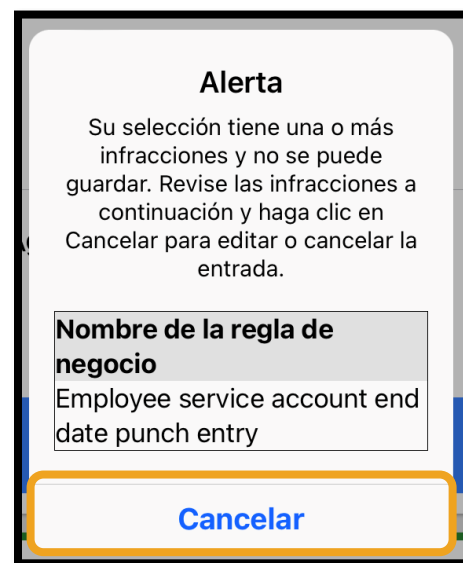 Alerta
Su selección tiene una o más
infracciones y no se puede
guardar. Revise las infracciones a
continuación y haga clic en
Cancelar para editar o cancelar la
entrada.
Nombre de la regla de
negocio
Employee service account end
date punch entry
Cancelar